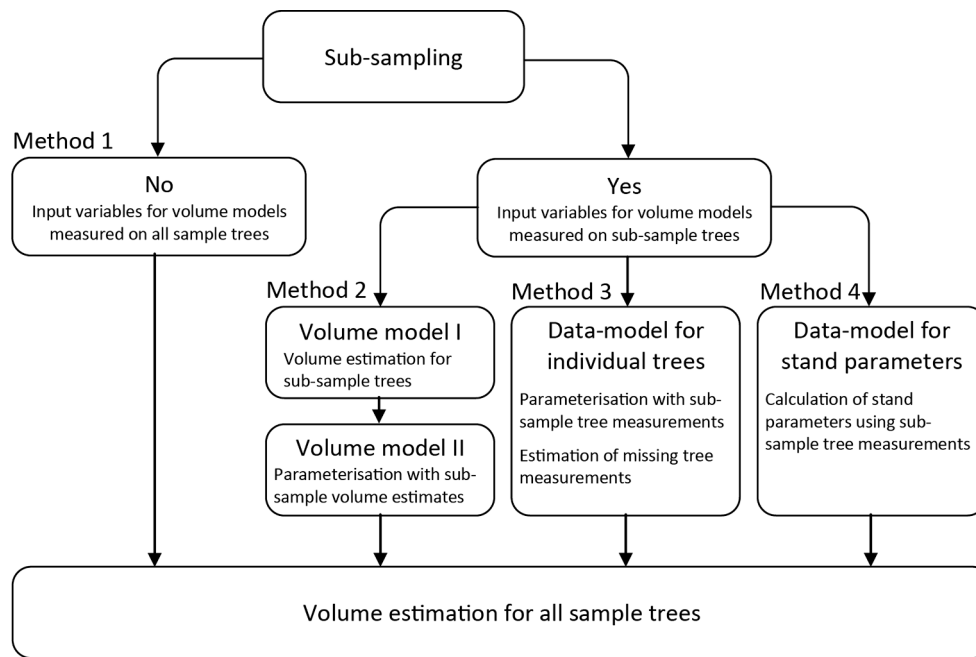 Sub-sampling
Method 1
No
Input variables for volume models
measured on all sample trees
Yes
Input variables for volume models
measured on sub-sample trees
Method 2
Volume model I
Volume estimation for
sub-sample trees
Volume model II
Parameterisation with sub-
sample volume estimates
Method 3
Data-model for
individual trees
Parameterisation with sub-
sample tree measurements
Estimation of missing tree
measurements
Method 4
Data-model for
stand parameters
Calculation of stand
parameters using sub-
sample tree measurements
Volume estimation for all sample trees